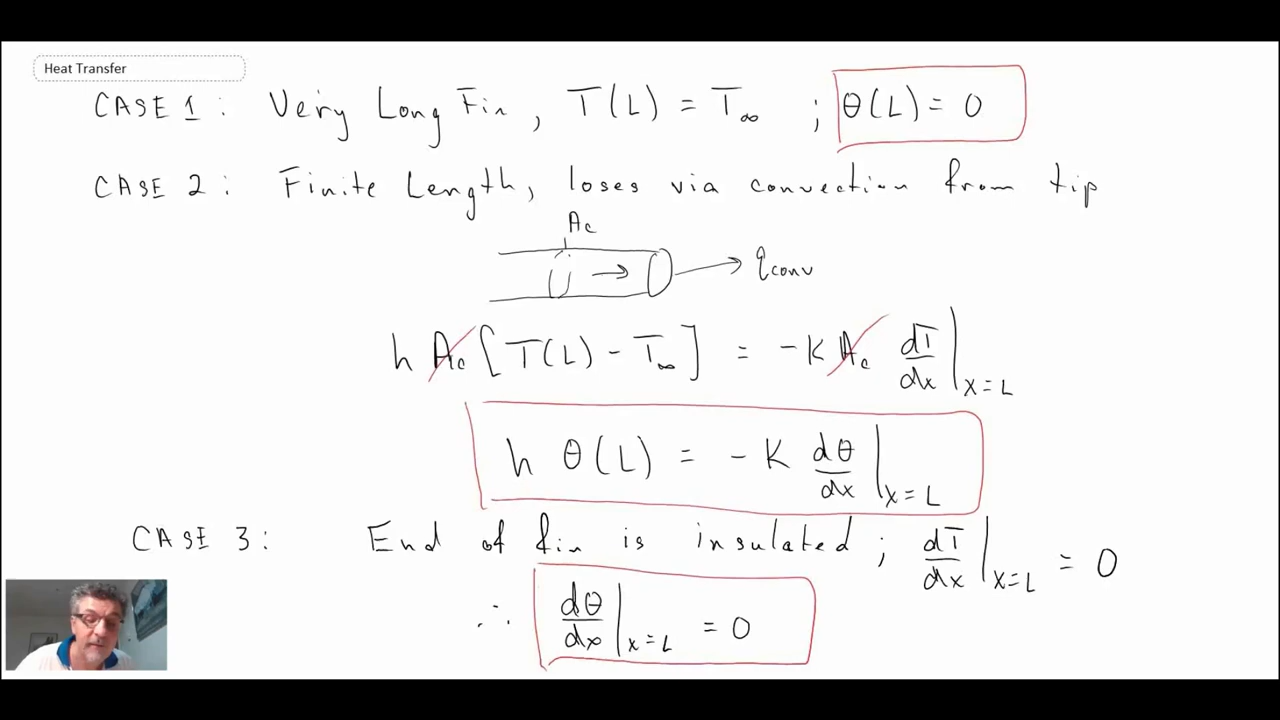 Heat Transfer
CASE 1: Very Long Fin, T(L) = T∞ ; θ(L) = 0
CASE 2: Finite Length, loses via convection from tip
Ac
qconv
h Ac [T(L) - T∞] = -K Ac dT/dx |x=L
h θ(L) = -K dθ/dx |x=L
CASE 3: End of fin is insulated; dT/dx |x=L = 0
∴ dθ/dx |x=L = 0